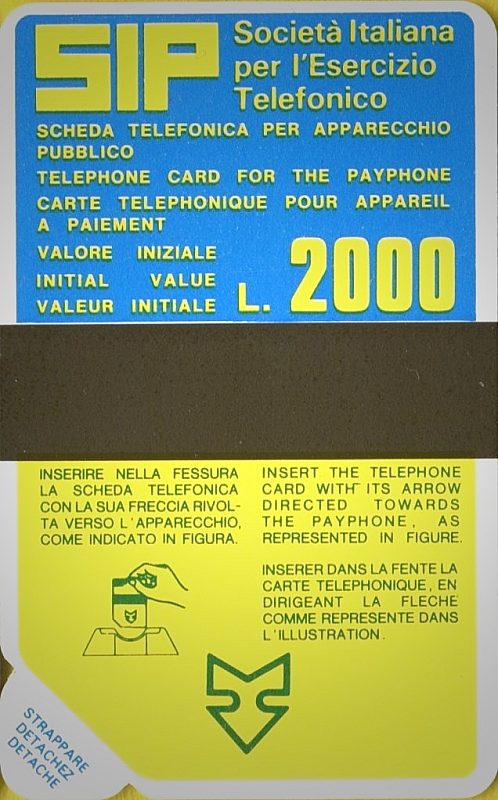 SIP
Società Italiana
per l'Esercizio
Telefonico
SCHEDA TELEFONICA PER APPARECCHIO
PUBBLICO
TELEPHONE CARD FOR THE PAYPHONE
CARTE TELEPHONIQUE POUR APPAREIL
A PAIEMENT
VALORE INIZIALE
INITIAL VALUE
VALEUR INITIALE
L. 2000
INSERIRE NELLA FESSURA
LA SCHEDA TELEFONICA
CON LA SUA FRECCIA RIVOL-
TA VERSO L'APPARECCHIO,
COME INDICATO IN FIGURA.
INSERT THE TELEPHONE
CARD WITH ITS ARROW
DIRECTED TOWARDS
THE PAYPHONE, AS
REPRESENTED IN FIGURE.
INSERER DANS LA FENTE LA
CARTE TELEPHONIQUE, EN
DIRIGEANT LA FLECHE
COMME REPRESENTE DANS
L'ILLUSTRATION.
STRAPPARE
DETACHEZ
DETACHE